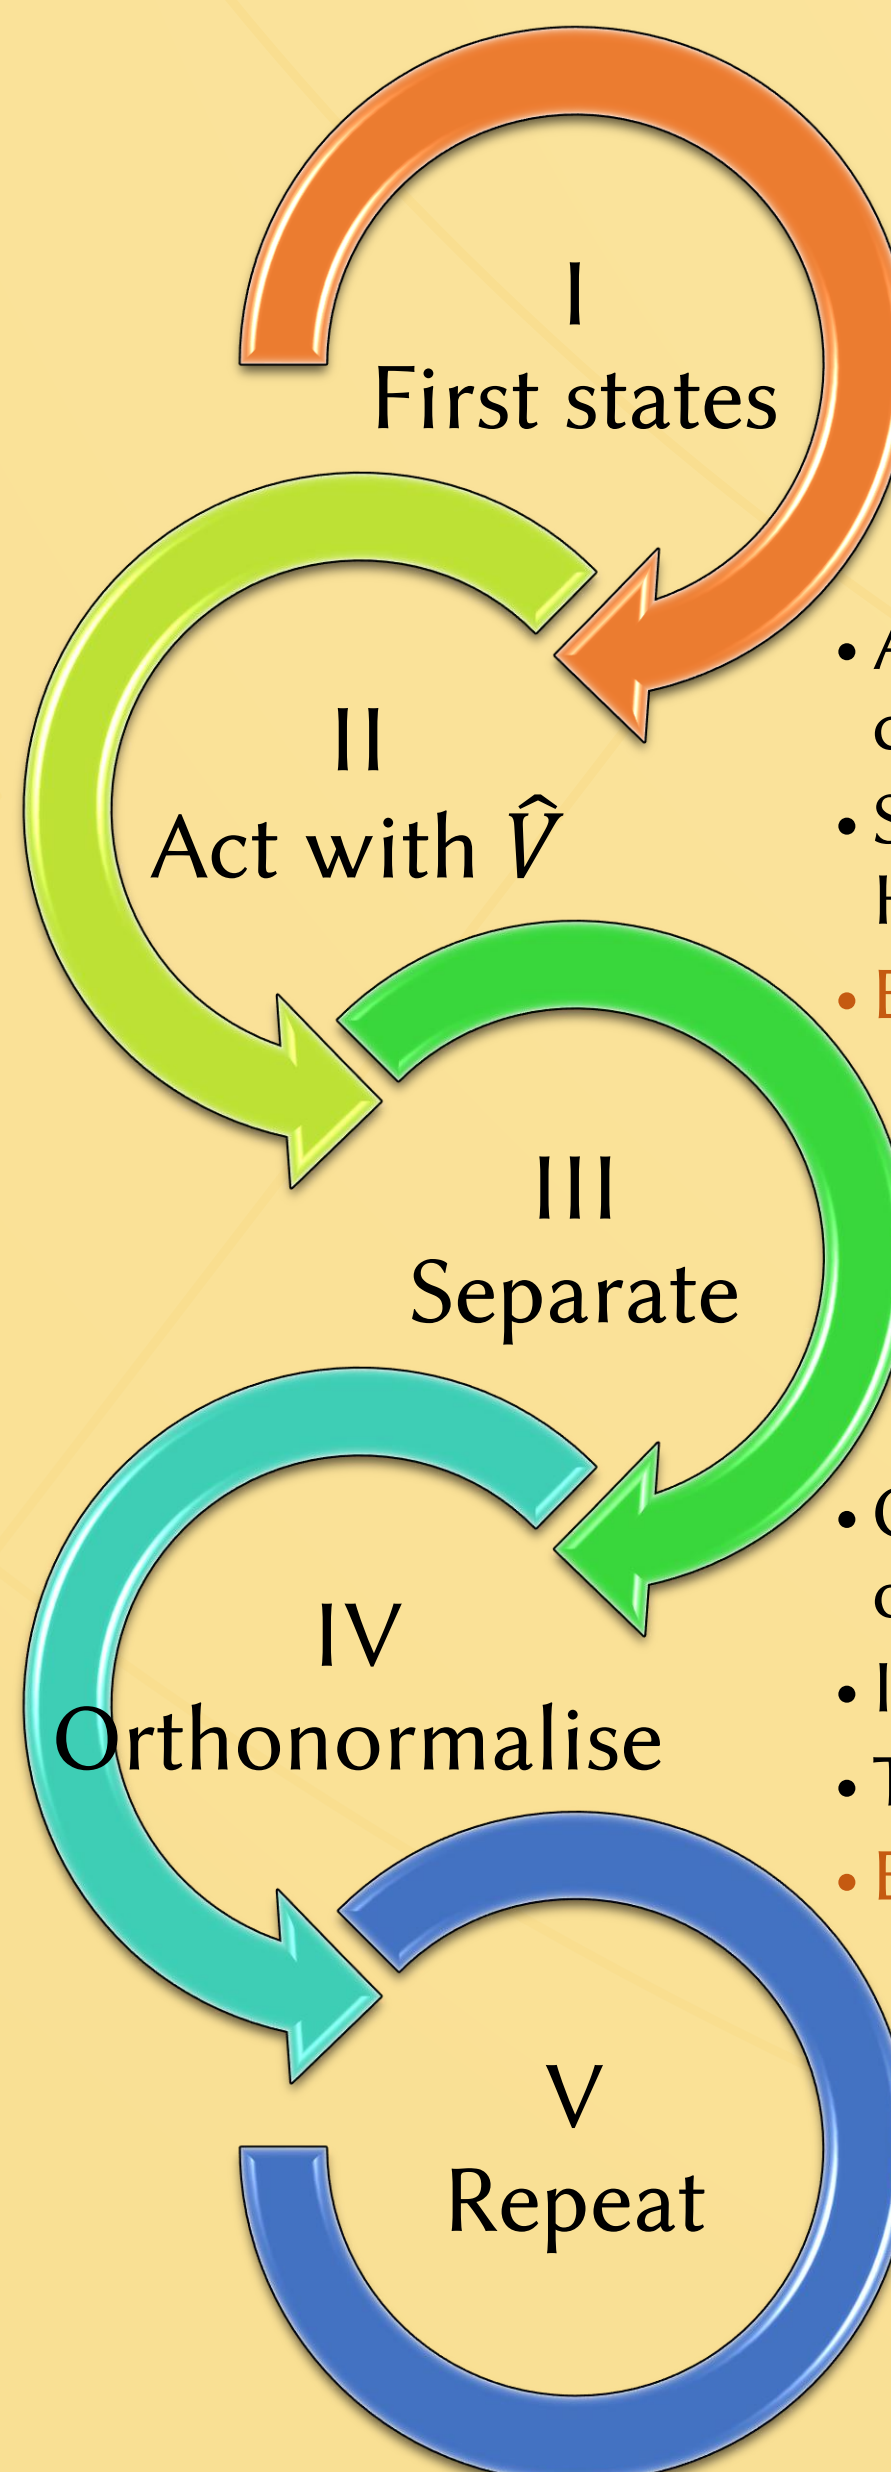 I
First states
II
Act with V̂
III
Separate
IV
Orthonormalise
V
Repeat